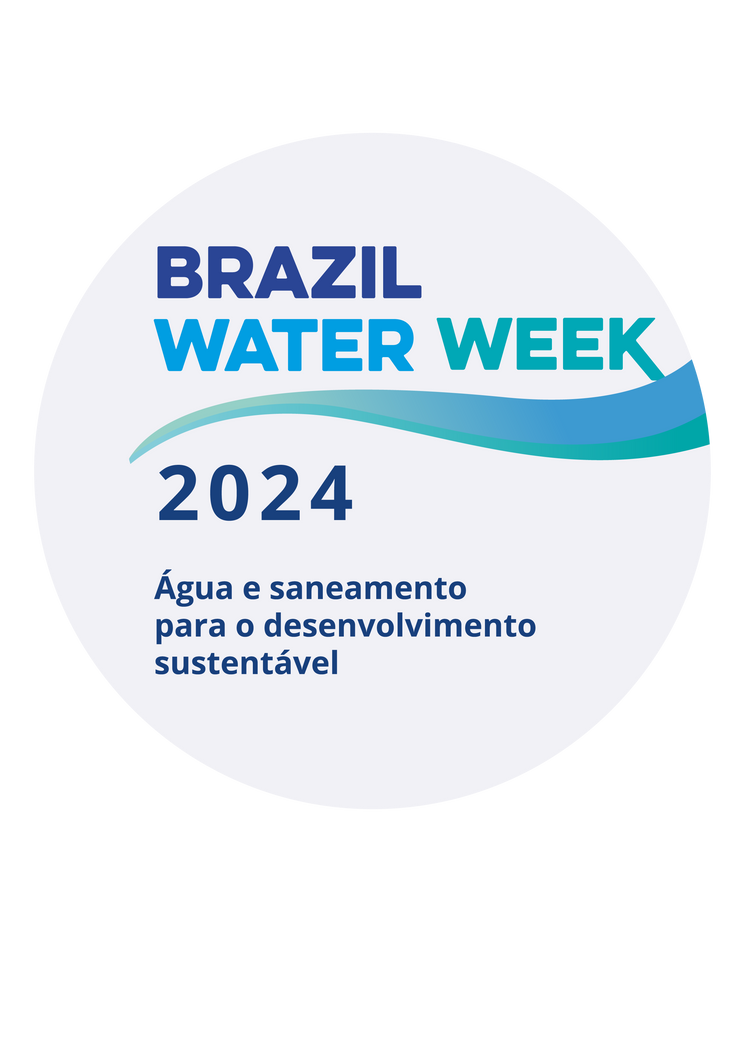 BRAZIL
WATER WEEK
2024
Água e saneamento
para o desenvolvimento
sustentável